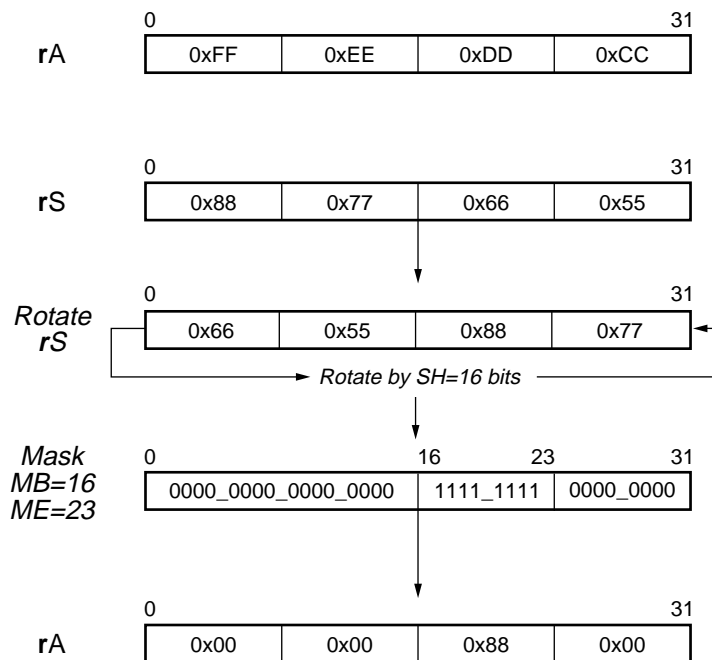 0 31
rA 0xFF 0xEE 0xDD 0xCC
0 31
rS 0x88 0x77 0x66 0x55
0 31
Rotate
rS
0x66 0x55 0x88 0x77
Rotate by SH=16 bits
Mask
MB=16
ME=23
0 16 23 31
0000_0000_0000_0000 1111_1111 0000_0000
0 31
rA 0x00 0x00 0x88 0x00